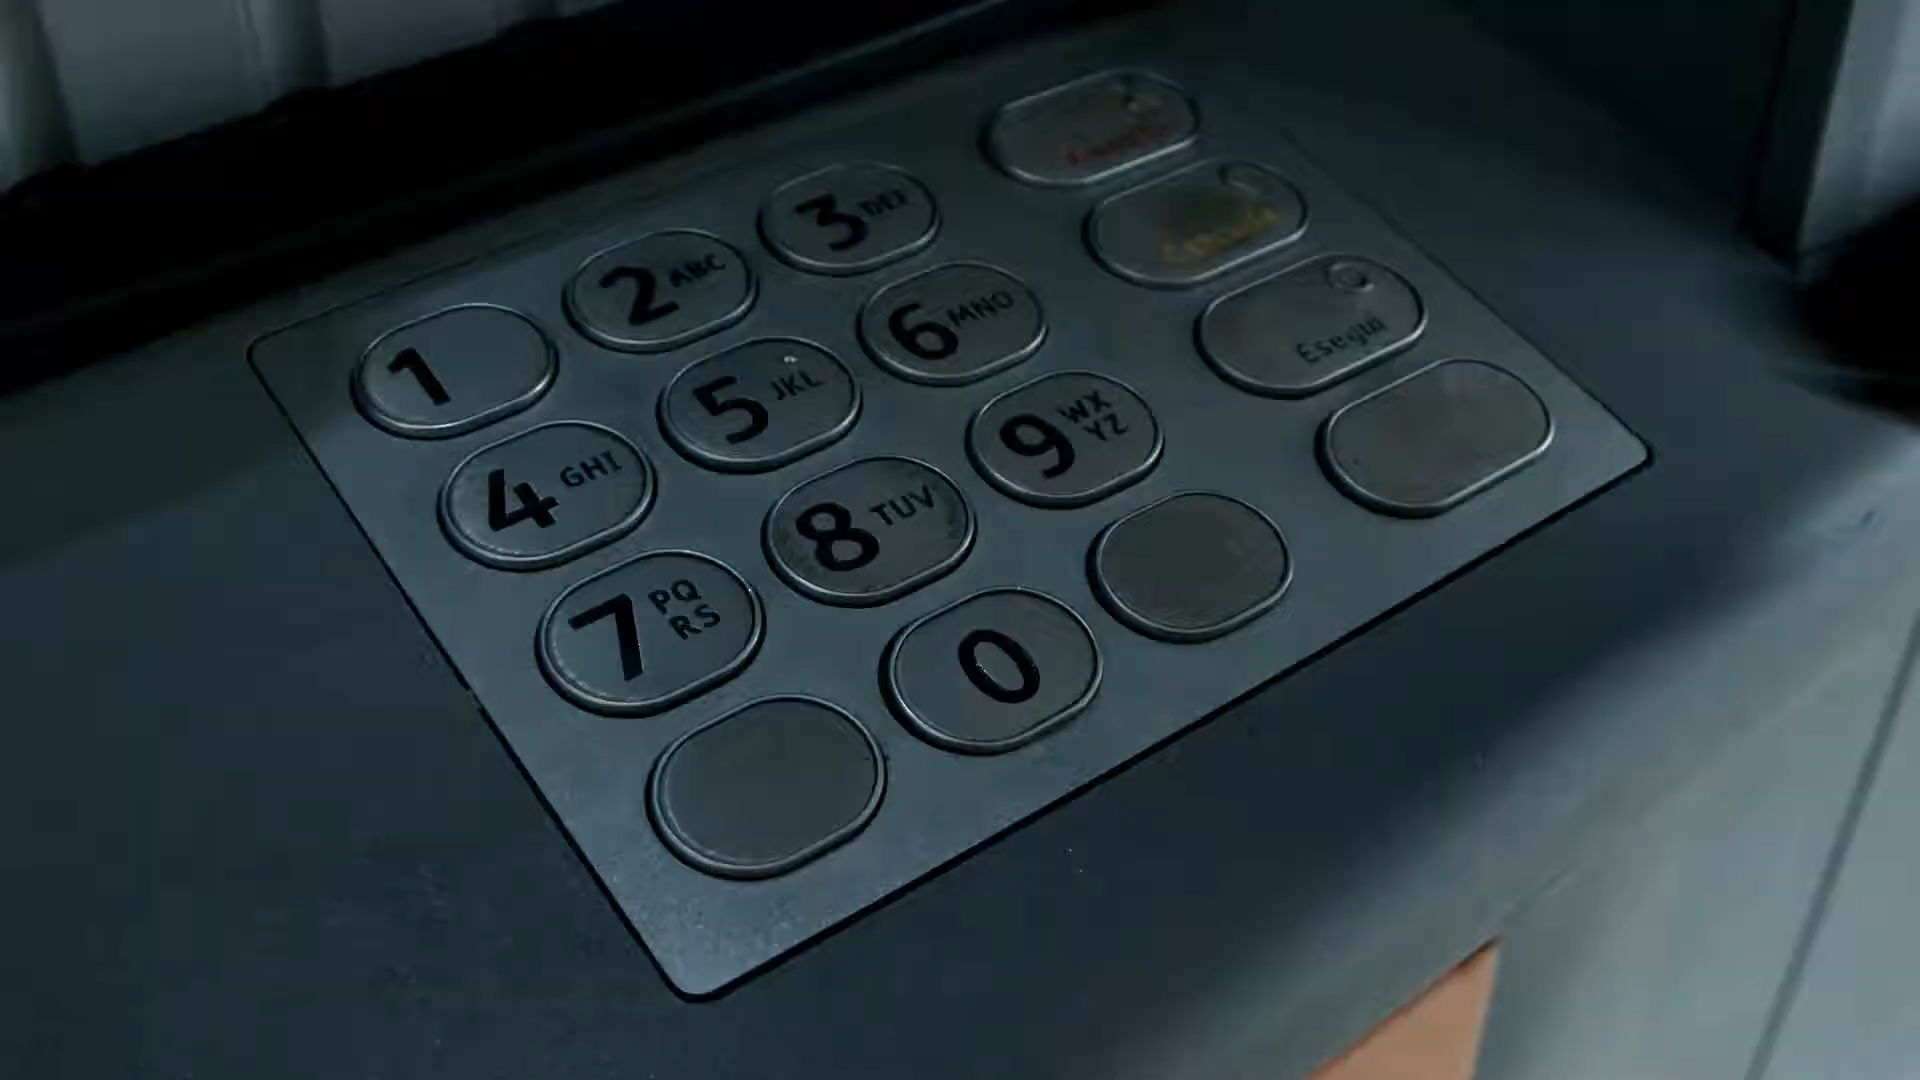 1
2 ABC
3 DEF
4 GHI
5 JKL
6 MNO
Esegui
7 PQ
RS
8 TUV
9 WX
YZ
0